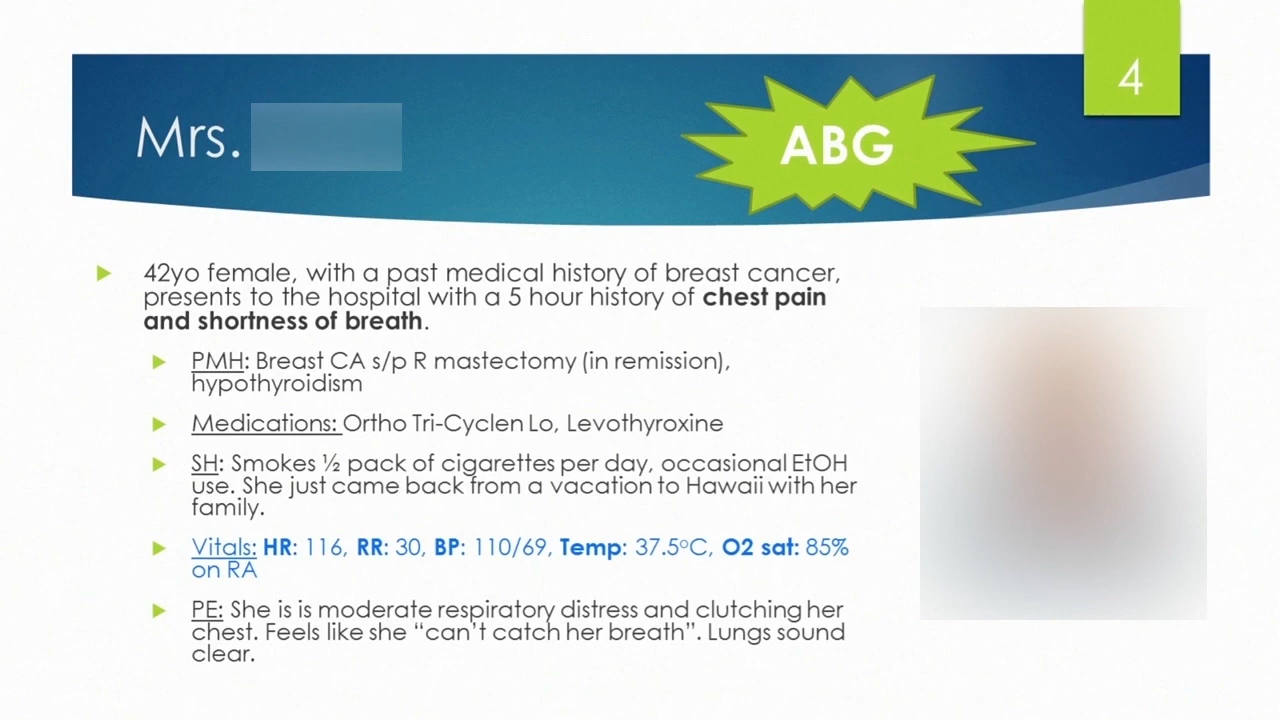 4
Mrs.
ABG
42yo female, with a past medical history of breast cancer,
presents to the hospital with a 5 hour history of chest pain
and shortness of breath.
PMH: Breast CA s/p R mastectomy (in remission),
hypothyroidism
Medications: Ortho Tri-Cyclen Lo, Levothyroxine
SH: Smokes ½ pack of cigarettes per day, occasional EtOH
use. She just came back from a vacation to Hawaii with her
family.
Vitals: HR: 116, RR: 30, BP: 110/69, Temp: 37.5ᵒC, O2 sat: 85%
on RA
PE: She is is moderate respiratory distress and clutching her
chest. Feels like she “can’t catch her breath”. Lungs sound
clear.